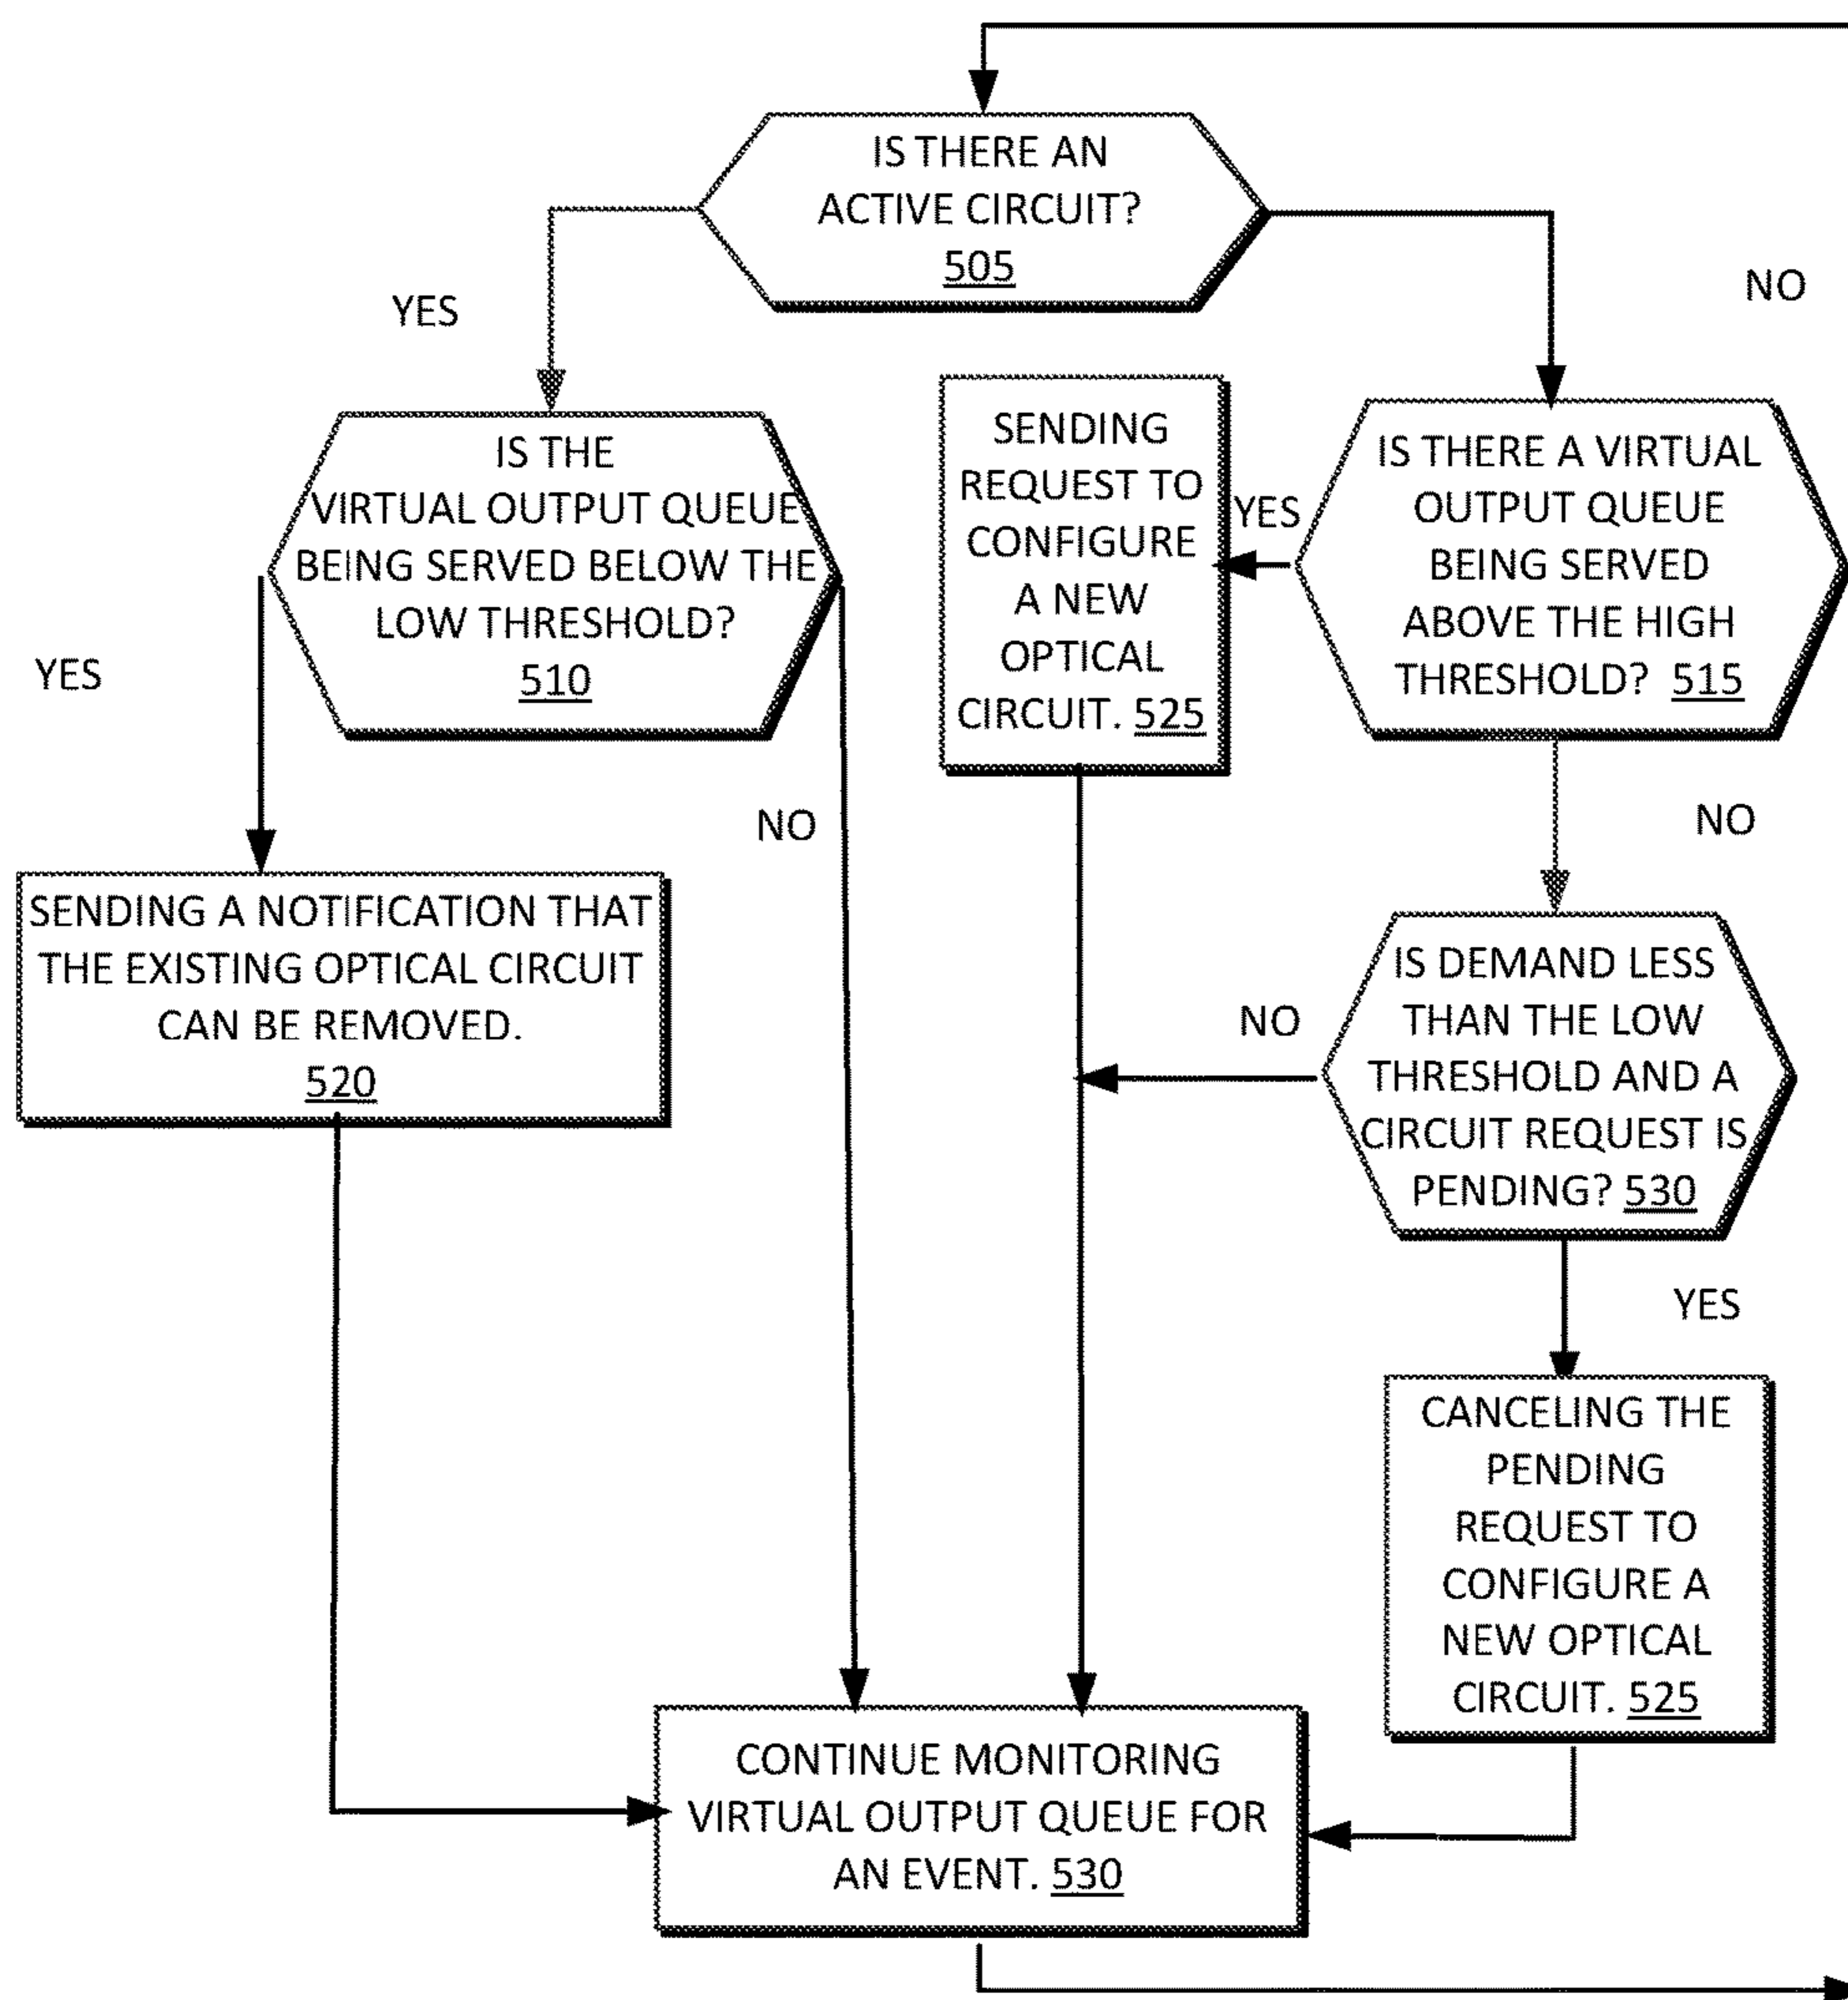 IS THERE AN
ACTIVE CIRCUIT?
505
YES
NO
IS THE
VIRTUAL OUTPUT QUEUE
BEING SERVED BELOW THE
LOW THRESHOLD?
510
SENDING
REQUEST TO
CONFIGURE
A NEW
OPTICAL
CIRCUIT. 525
YES
IS THERE A VIRTUAL
OUTPUT QUEUE
BEING SERVED
ABOVE THE HIGH
THRESHOLD? 515
YES
NO
NO
SENDING A NOTIFICATION THAT
THE EXISTING OPTICAL CIRCUIT
CAN BE REMOVED.
520
NO
IS DEMAND LESS
THAN THE LOW
THRESHOLD AND A
CIRCUIT REQUEST IS
PENDING? 530
YES
CANCELING THE
PENDING
REQUEST TO
CONFIGURE A
NEW OPTICAL
CIRCUIT. 525
CONTINUE MONITORING
VIRTUAL OUTPUT QUEUE FOR
AN EVENT. 530